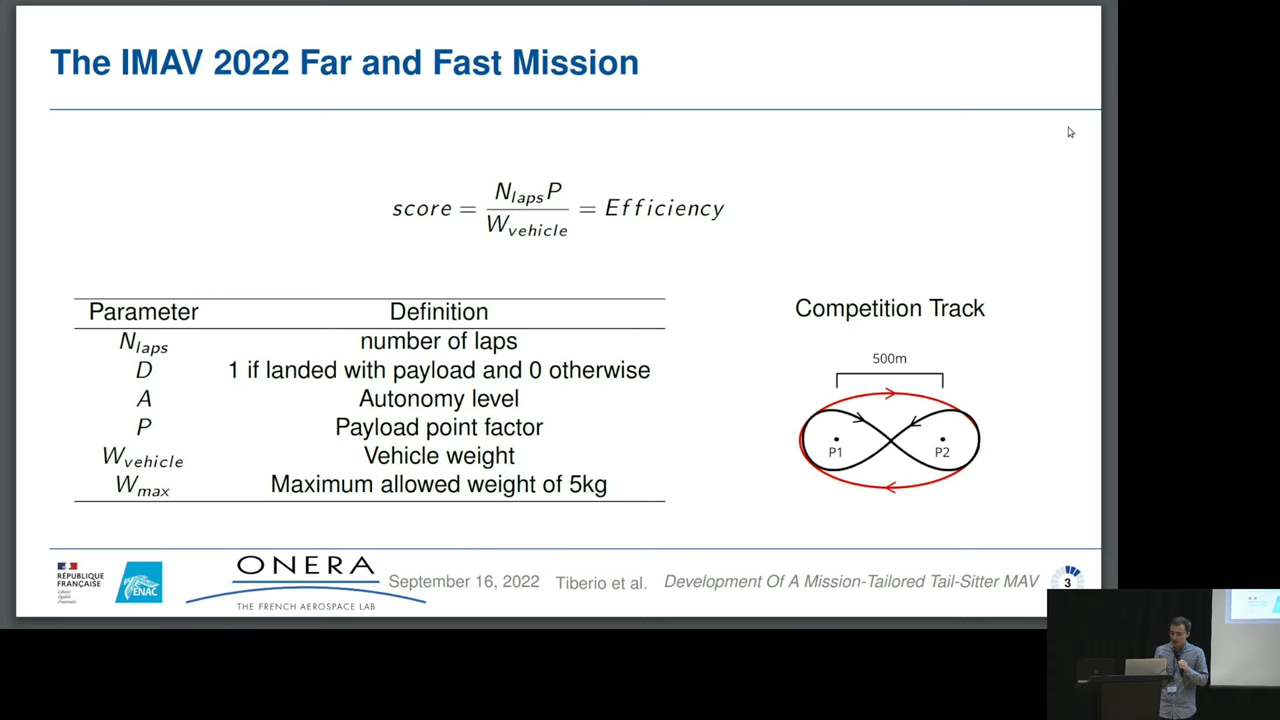 The IMAV 2022 Far and Fast Mission
score = N_laps P / W_vehicle = Efficiency
Parameter Definition
N_laps number of laps
D 1 if landed with payload and 0 otherwise
A Autonomy level
P Payload point factor
W_vehicle Vehicle weight
W_max Maximum allowed weight of 5kg
Competition Track
500m
P1 P2
RÉPUBLIQUE
FRANÇAISE
Liberté
Égalité
Fraternité
ENAC
ONERA
THE FRENCH AEROSPACE LAB
September 16, 2022 Tiberio et al. Development Of A Mission-Tailored Tail-Sitter MAV 3